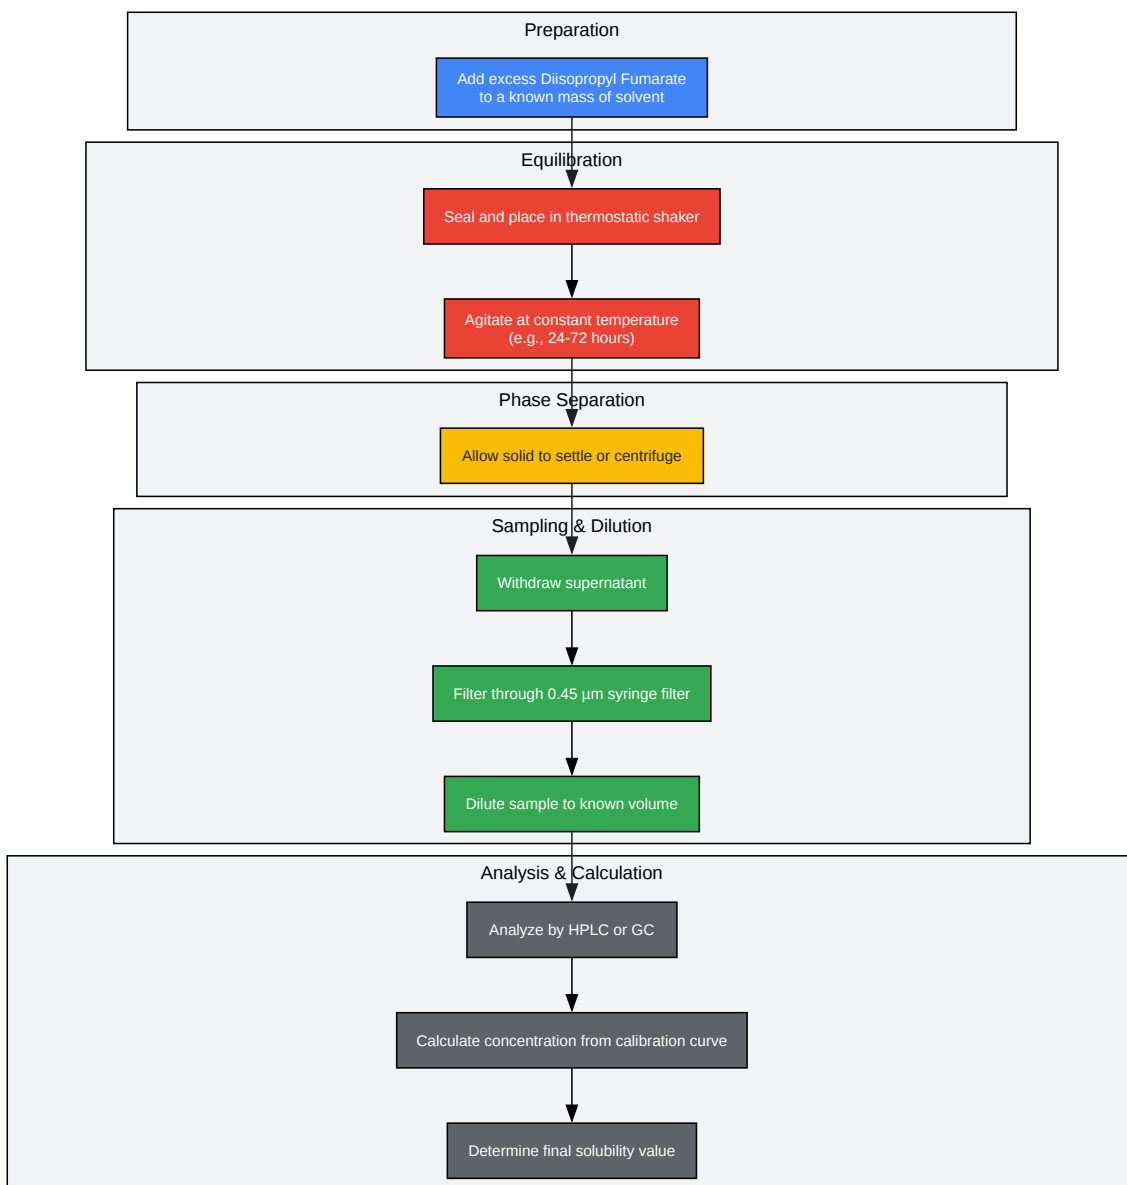 Preparation
Add excess Diisopropyl Fumarate
to a known mass of solvent
Equilibration
Seal and place in thermostatic shaker
Agitate at constant temperature
(e.g., 24-72 hours)
Phase Separation
Allow solid to settle or centrifuge
Sampling & Dilution
Withdraw supernatant
Filter through 0.45 µm syringe filter
Dilute sample to known volume
Analysis & Calculation
Analyze by HPLC or GC
Calculate concentration from calibration curve
Determine final solubility value